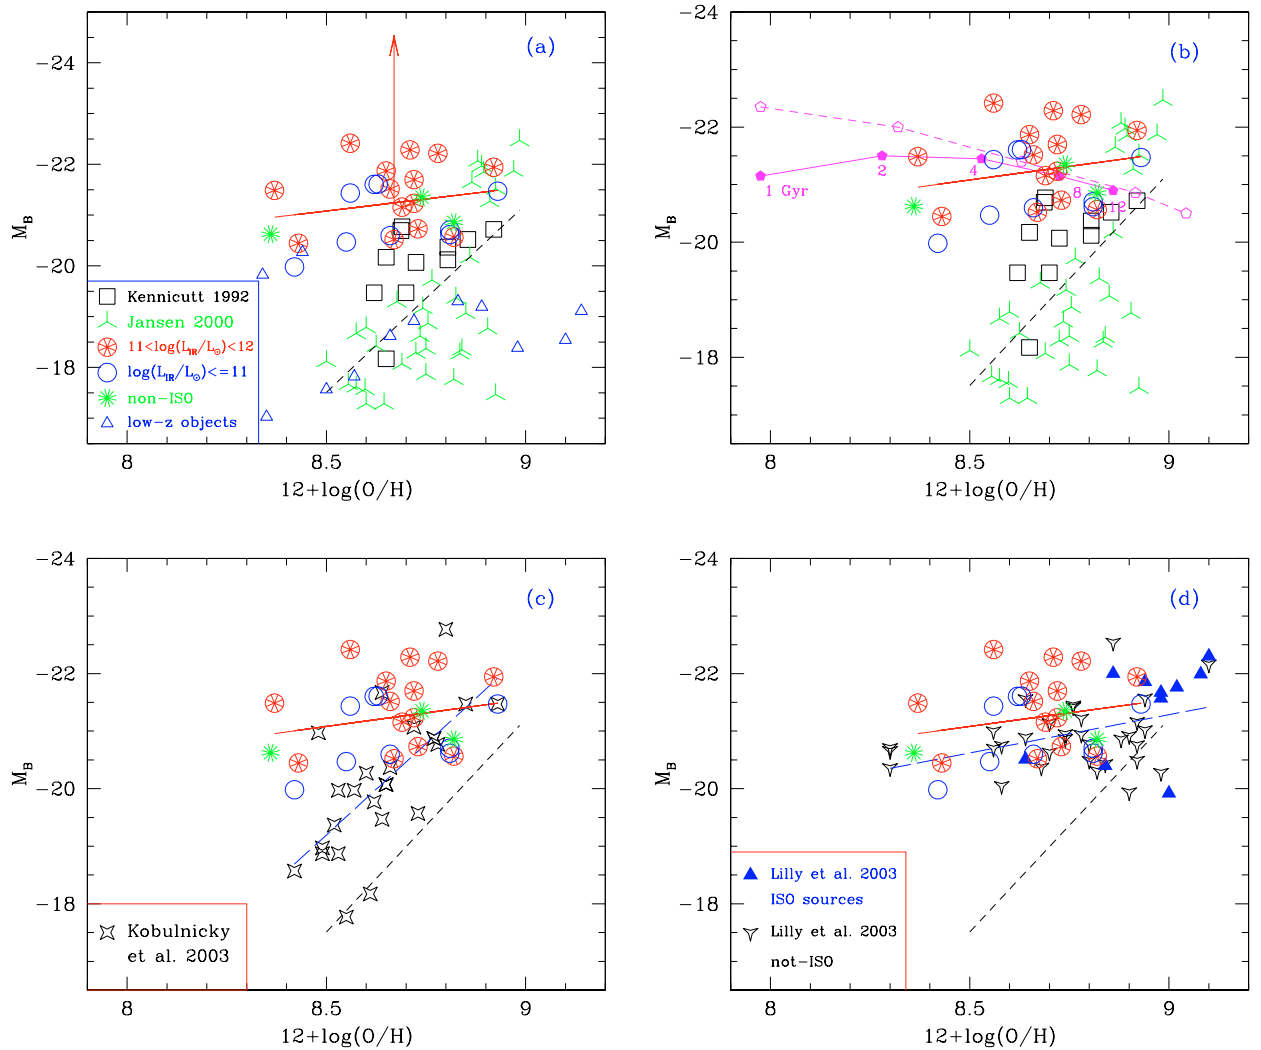 (a)
−24
−22
−20
−18
M_B
Kennicutt 1992
Jansen 2000
11<log(L_IR/L_⊙)<12
log(L_IR/L_⊙)<=11
non−ISO
low−z objects
8
8.5
9
12+log(O/H)
(b)
−24
−22
−20
−18
M_B
1 Gyr
2
4
8
12
8
8.5
9
12+log(O/H)
(c)
−24
−22
−20
−18
M_B
Kobulnicky
et al. 2003
8
8.5
9
12+log(O/H)
(d)
−24
−22
−20
−18
M_B
Lilly et al. 2003
ISO sources
Lilly et al. 2003
not−ISO
8
8.5
9
12+log(O/H)